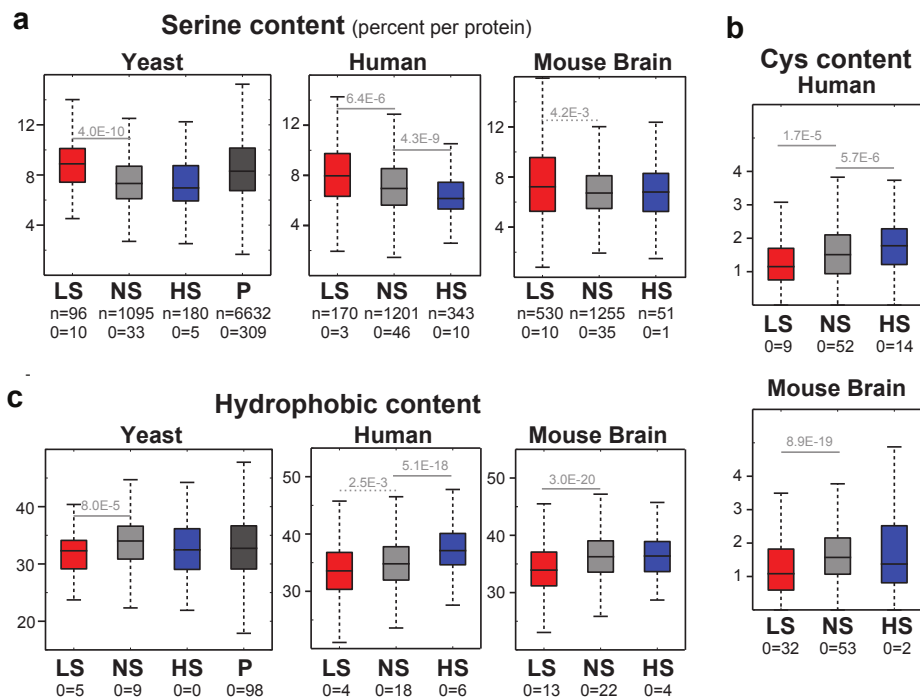 a
Serine content (percent per protein)
Yeast
Human
Mouse Brain
12
8
4
4.0E-10
LS NS HS P
n=96 n=1095 n=180 n=6632
0=10 0=33 0=5 0=309
12
8
4
6.4E-6
4.3E-9
LS NS HS
n=170 n=1201 n=343
0=3 0=46 0=10
12
8
4
4.2E-3
LS NS HS
n=530 n=1255 n=51
0=10 0=35 0=1
b
Cys content
Human
4
3
2
1
1.7E-5
5.7E-6
LS NS HS
0=9 0=52 0=14
Mouse Brain
4
3
2
1
8.9E-19
LS NS HS
0=32 0=53 0=2
c
Hydrophobic content
Yeast
Human
Mouse Brain
40
30
20
8.0E-5
LS NS HS P
0=5 0=9 0=0 0=98
50
40
30
2.5E-3
5.1E-18
LS NS HS
0=4 0=18 0=6
50
40
30
3.0E-20
LS NS HS
0=13 0=22 0=4